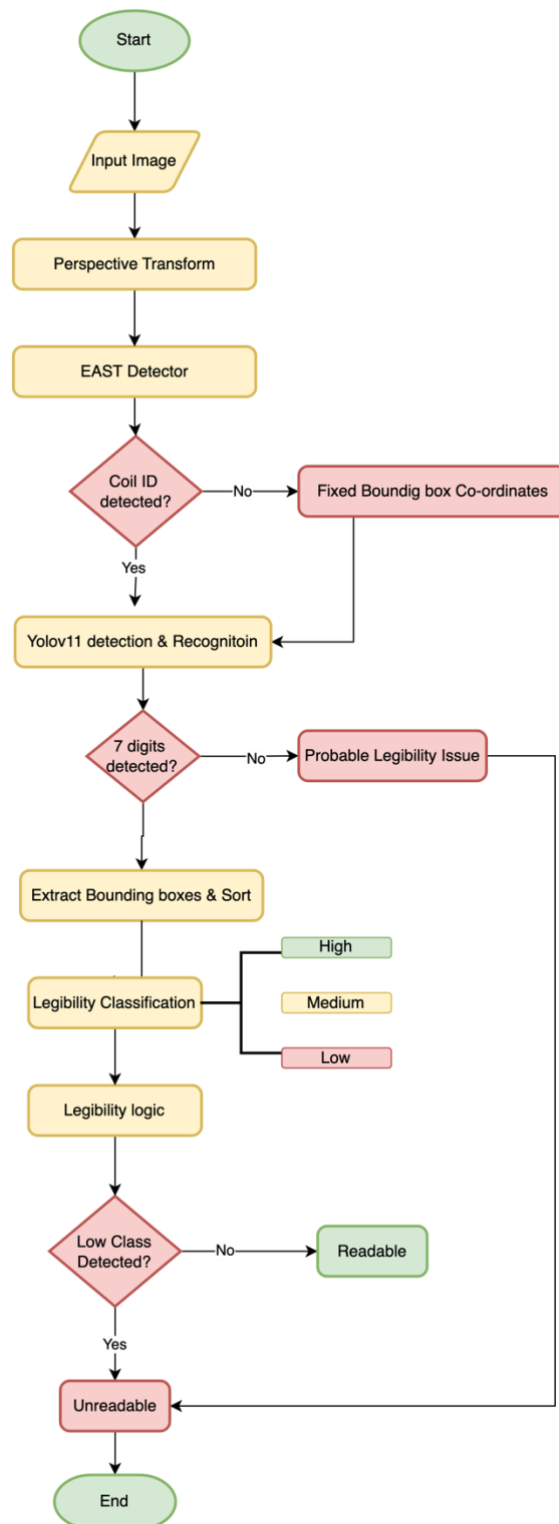 Start
Input Image
Perspective Transform
EAST Detector
Coil ID
detected?
No
Fixed Boundig box Co-ordinates
Yes
Yolov11 detection & Recognitoin
7 digits
detected?
No
Probable Legibility Issue
Extract Bounding boxes & Sort
High
Legibility Classification
Medium
Low
Legibility logic
Low Class
Detected?
No
Readable
Yes
Unreadable
End